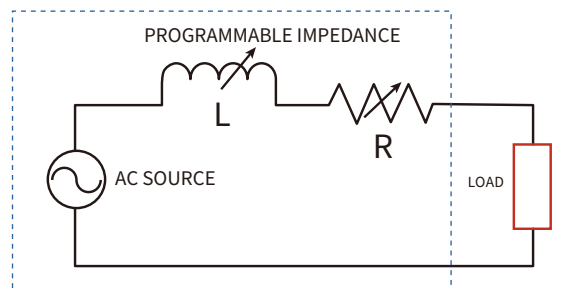 PROGRAMMABLE IMPEDANCE
L
R
AC SOURCE
LOAD